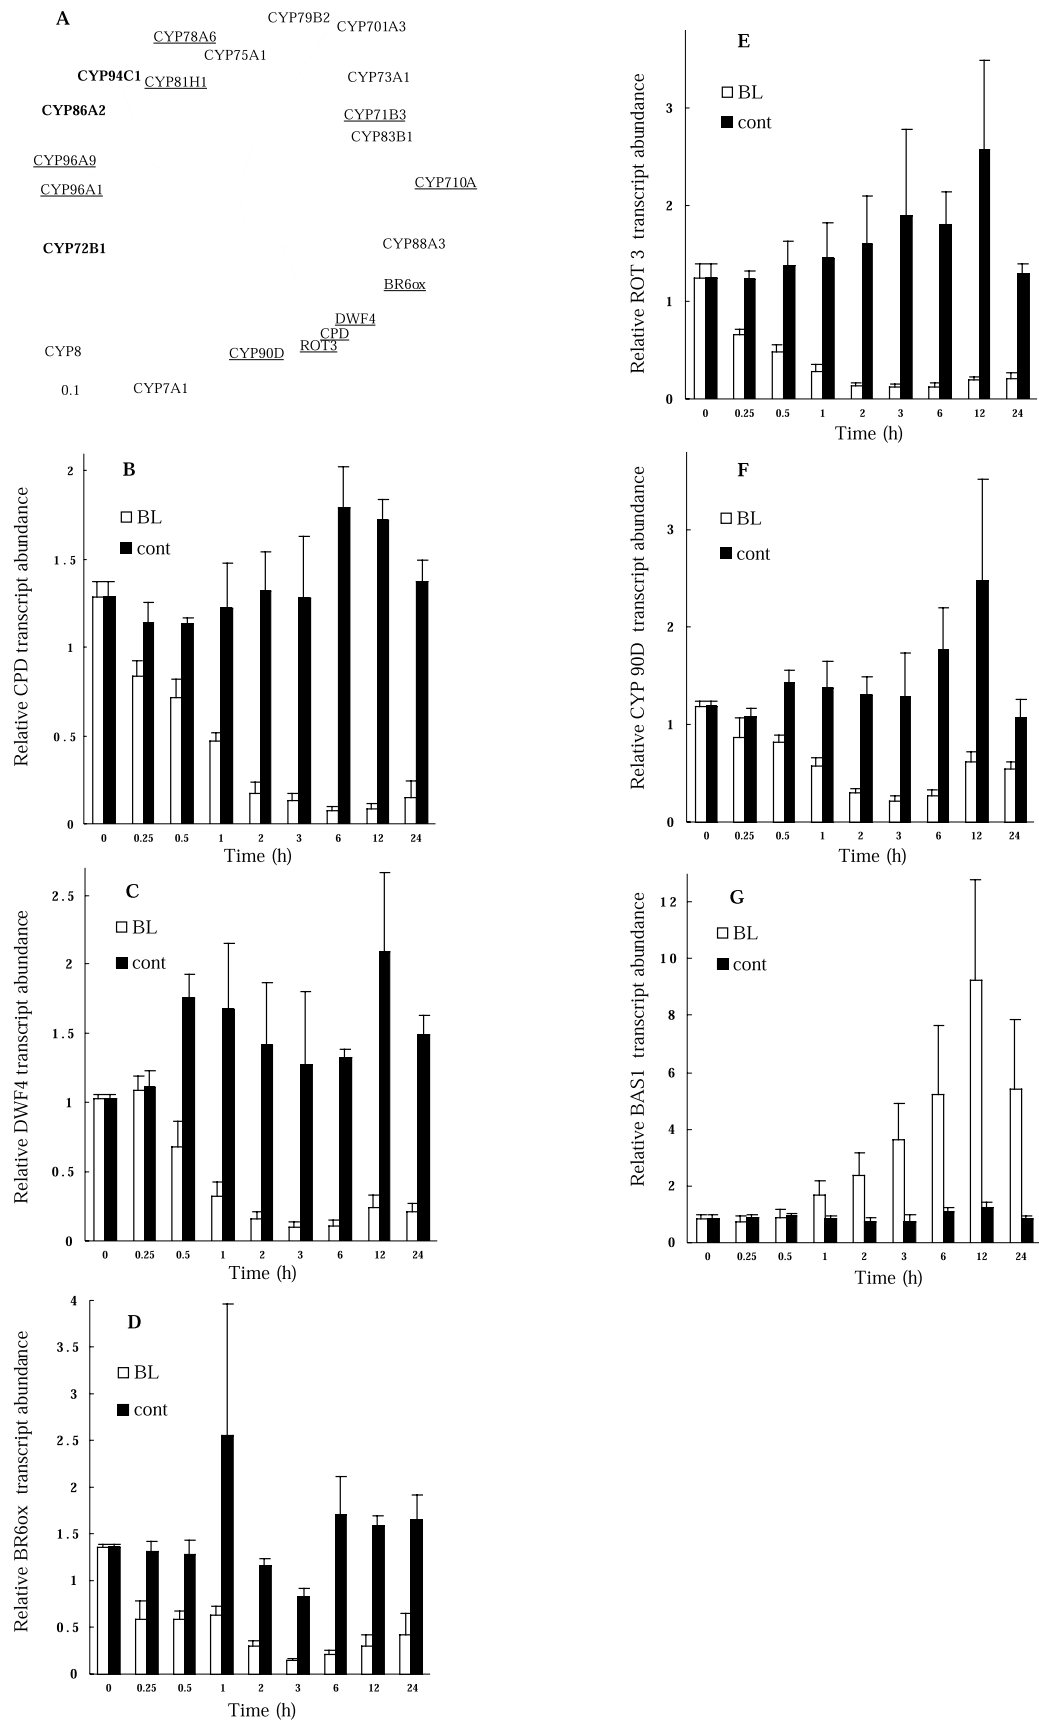 A
CYP79B2
CYP701A3
CYP78A6
CYP75A1
CYP94C1
CYP81H1
CYP73A1
CYP86A2
CYP71B3
CYP83B1
CYP96A9
CYP710A
CYP96A1
CYP72B1
CYP88A3
BR6ox
DWF4
CPD
ROT3
CYP8
CYP90D
0.1
CYP7A1
B
Relative CPD transcript abundance
BL
cont
2
1.5
1
0.5
0
0 0.25 0.5 1 2 3 6 12 24
Time (h)
C
Relative DWF4 transcript abundance
BL
cont
2.5
2
1.5
1
0.5
0
0 0.25 0.5 1 2 3 6 12 24
Time (h)
D
Relative BR6ox transcript abundance
BL
cont
4
3.5
3
2.5
2
1.5
1
0.5
0
0 0.25 0.5 1 2 3 6 12 24
Time (h)
E
Relative ROT 3 transcript abundance
BL
cont
3
2
1
0
0 0.25 0.5 1 2 3 6 12 24
Time (h)
F
Relative CYP 90D transcript abundance
BL
cont
3
2
1
0
0 0.25 0.5 1 2 3 6 12 24
Time (h)
G
Relative BAS1 transcript abundance
BL
cont
12
10
8
6
4
2
0
0 0.25 0.5 1 2 3 6 12 24
Time (h)